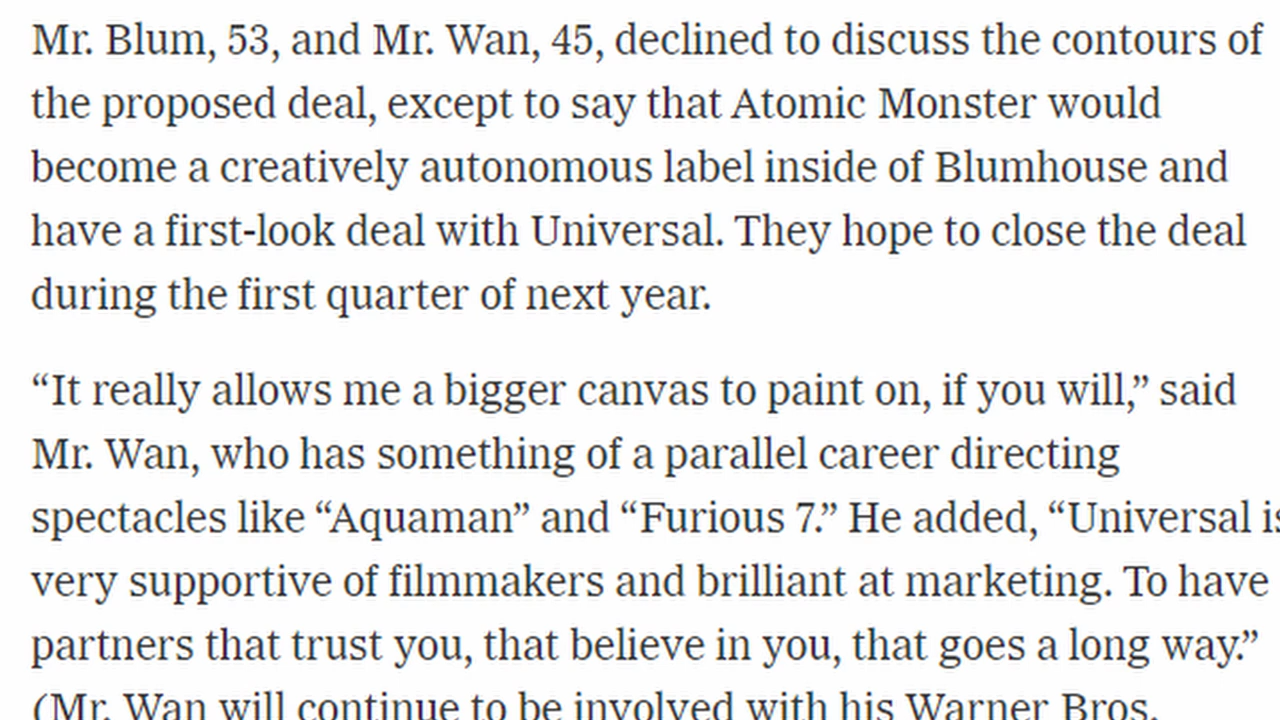 Mr. Blum, 53, and Mr. Wan, 45, declined to discuss the contours of
the proposed deal, except to say that Atomic Monster would
become a creatively autonomous label inside of Blumhouse and
have a first-look deal with Universal. They hope to close the deal
during the first quarter of next year.
“It really allows me a bigger canvas to paint on, if you will,” said
Mr. Wan, who has something of a parallel career directing
spectacles like “Aquaman” and “Furious 7.” He added, “Universal is
very supportive of filmmakers and brilliant at marketing. To have
partners that trust you, that believe in you, that goes a long way.”
(Mr. Wan will continue to be involved with his Warner Bros.